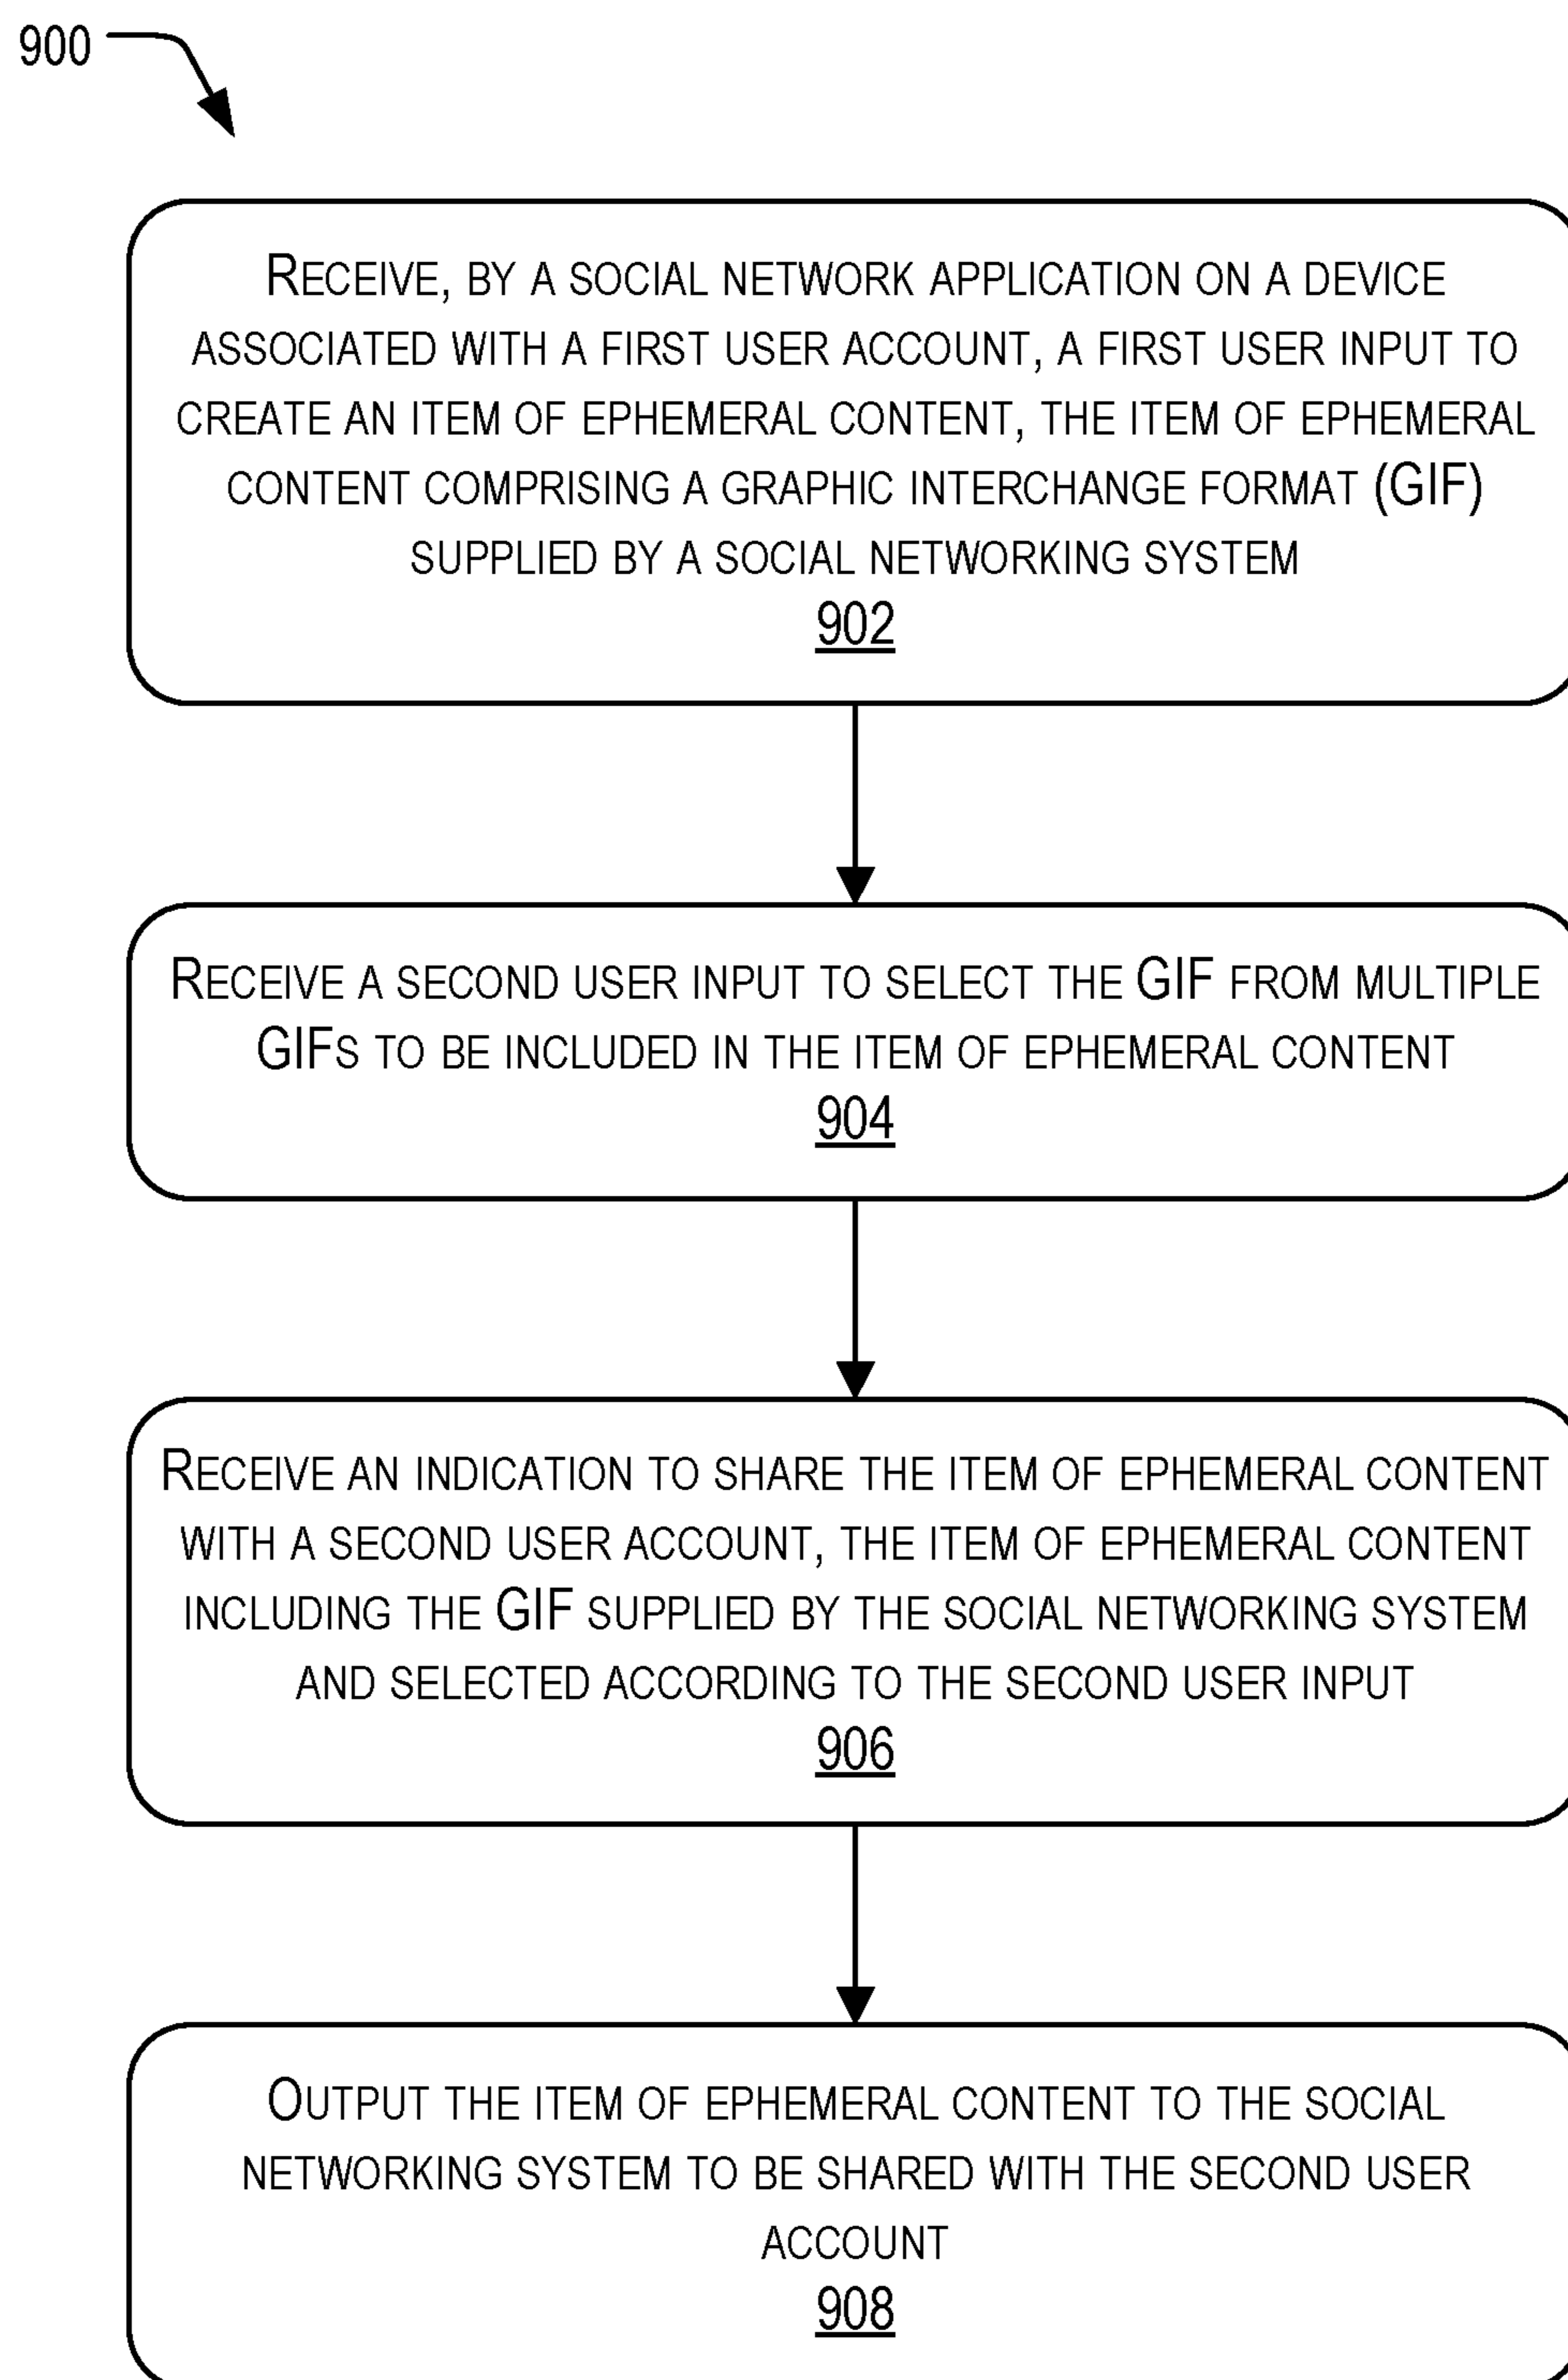 900
Receive, by a social network application on a device
associated with a first user account, a first user input to
create an item of ephemeral content, the item of ephemeral
content comprising a graphic interchange format (GIF)
supplied by a social networking system
902
Receive a second user input to select the GIF from multiple
GIFs to be included in the item of ephemeral content
904
Receive an indication to share the item of ephemeral content
with a second user account, the item of ephemeral content
including the GIF supplied by the social networking system
and selected according to the second user input
906
Output the item of ephemeral content to the social
networking system to be shared with the second user
account
908